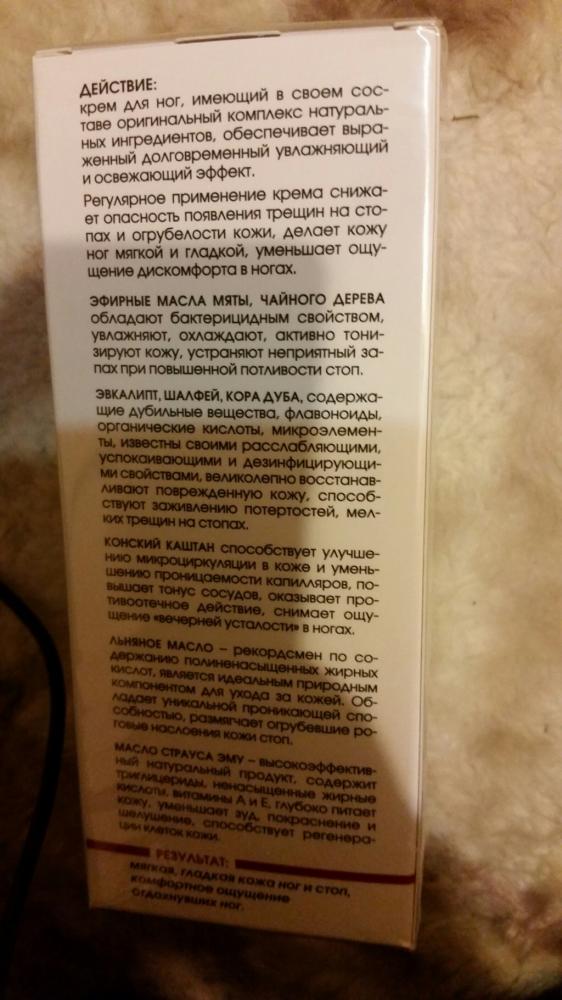 ДЕЙСТВИЕ:
крем для ног, имеющий в своем сос-
таве оригинальный комплекс натураль-
ных ингредиентов, обеспечивает выра-
женный долговременный увлажняющий
и освежающий эффект.
Регулярное применение крема снижа-
ет опасность появления трещин на сто-
пах и огрубелости кожи, делает кожу
ног мягкой и гладкой, уменьшает ощу-
щение дискомфорта в ногах.
ЭФИРНЫЕ МАСЛА МЯТЫ, ЧАЙНОГО ДЕРЕВА
обладают бактерицидным свойством,
увлажняют, охлаждают, активно тони-
зируют кожу, устраняют неприятный за-
пах при повышенной потливости стоп.
ЭВКАЛИПТ, ШАЛФЕЙ, КОРА ДУБА, содержа-
щие дубильные вещества, флавоноиды,
органические кислоты, микроэлемен-
ты, известны своими расслабляющими,
успокаивающими и дезинфицирующи-
ми свойствами, великолепно восстанав-
ливают поврежденную кожу, способ-
ствуют заживлению потертостей, мел-
ких трещин на стопах.
КОНСКИЙ КАШТАН способствует улучше-
нию микроциркуляции в коже и умень-
шению проницаемости капилляров, по-
вышает тонус сосудов, оказывает про-
тивоотечное действие, снимает ощу-
щение «вечерней усталости» в ногах.
ЛЬНЯНОЕ МАСЛО – рекордсмен по со-
держанию полиненасыщенных жирных
кислот, является идеальным природным
компонентом для ухода за кожей. Об-
ладает уникальной проникающей спо-
собностью, размягчает огрубевшие ро-
говые наслоения кожи стоп.
МАСЛО СТРАУСА ЭМУ – высокоэффектив-
ный натуральный продукт, содержит
триглицериды, ненасыщенные жирные
кислоты, витамины А и Е, глубоко питает
кожу, уменьшает зуд, покраснение и
шелушение, способствует регенера-
ции клеток кожи.
РЕЗУЛЬТАТ:
мягкая, гладкая кожа ног и стоп,
комфортное ощущение
отдохнувших ног.